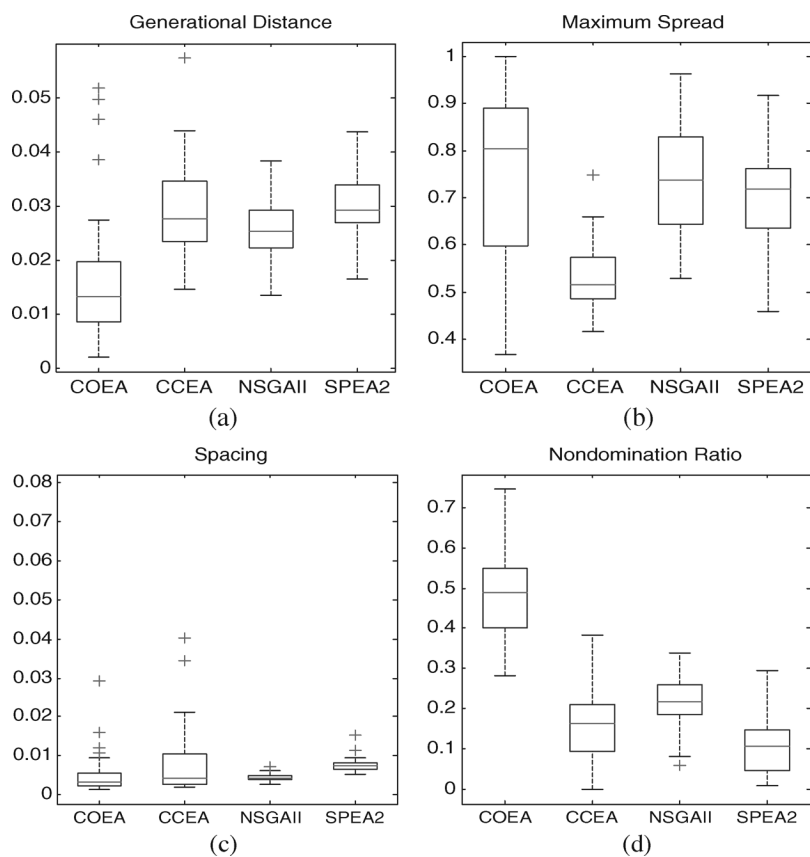 Generational Distance
0.05
0.04
0.03
0.02
0.01
0
COEA CCEA NSGAII SPEA2
(a)
Maximum Spread
1
0.9
0.8
0.7
0.6
0.5
0.4
COEA CCEA NSGAII SPEA2
(b)
Spacing
0.08
0.07
0.06
0.05
0.04
0.03
0.02
0.01
0
COEA CCEA NSGAII SPEA2
(c)
Nondomination Ratio
0.7
0.6
0.5
0.4
0.3
0.2
0.1
0
COEA CCEA NSGAII SPEA2
(d)